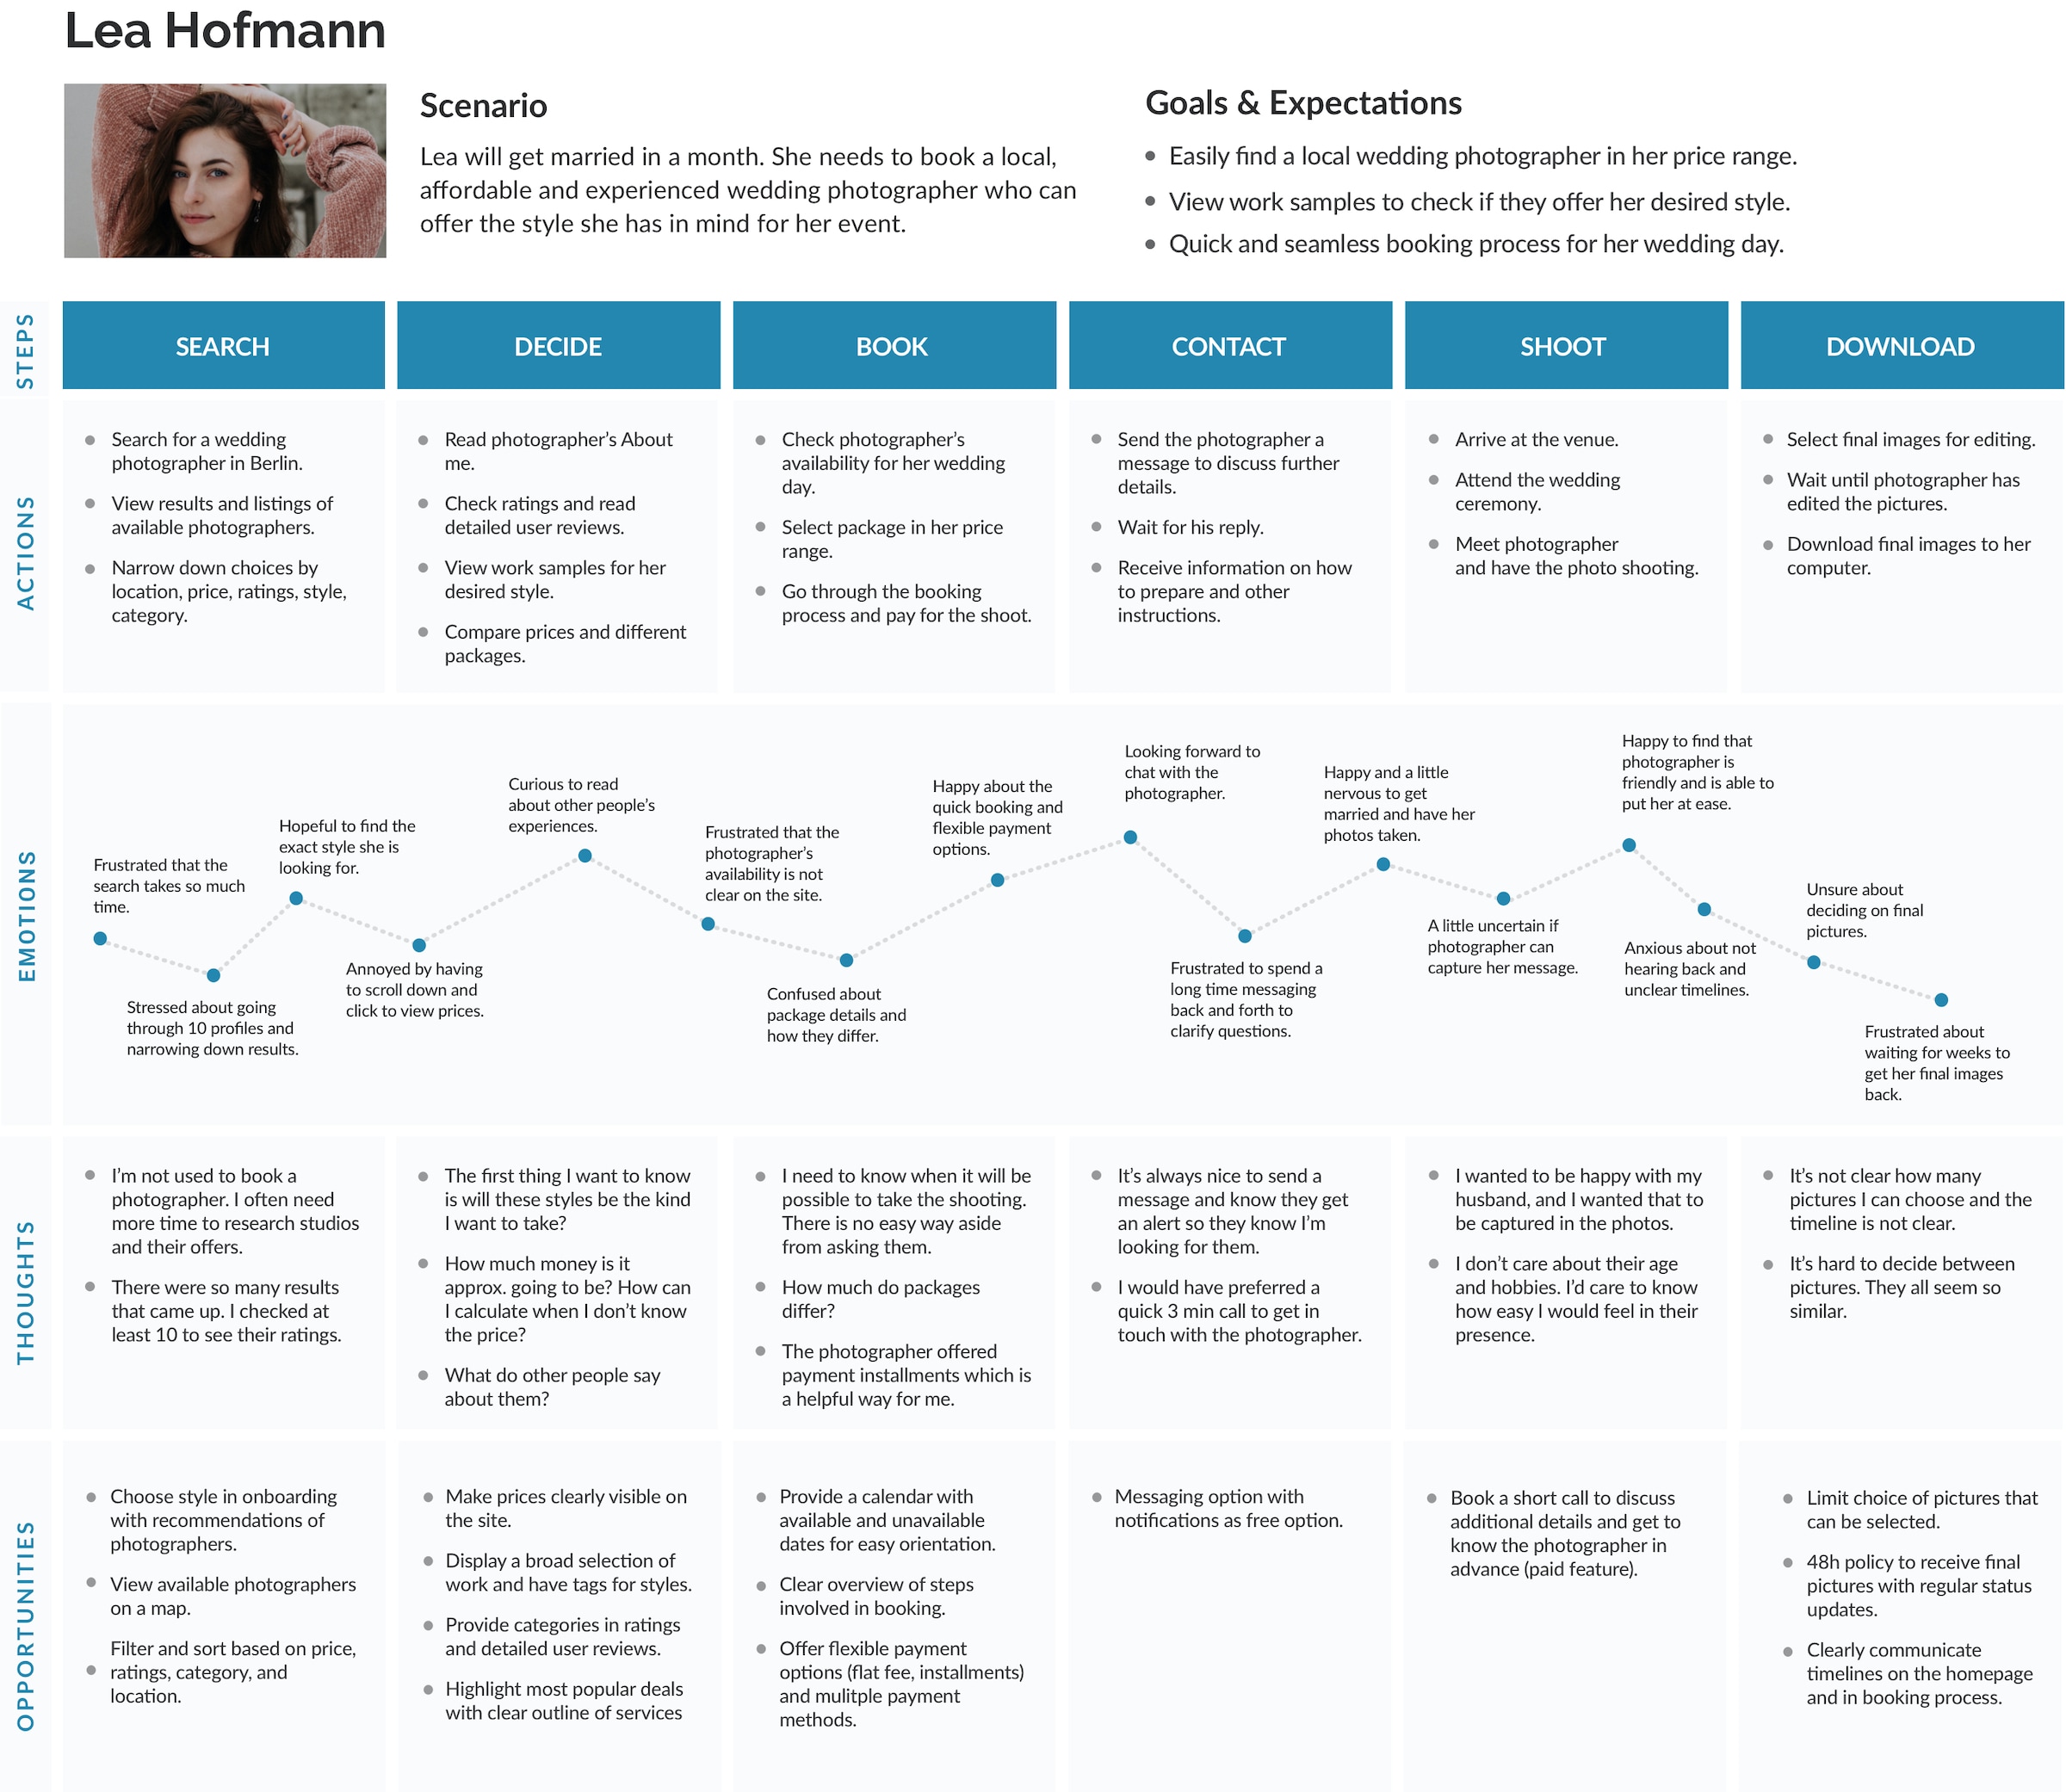 Lea Hofmann
Scenario
Lea will get married in a month. She needs to book a local,
affordable and experienced wedding photographer who can
offer the style she has in mind for her event.
Goals & Expectations
Easily find a local wedding photographer in her price range.
View work samples to check if they offer her desired style.
Quick and seamless booking process for her wedding day.
STEPS
SEARCH
DECIDE
BOOK
CONTACT
SHOOT
DOWNLOAD
ACTIONS
Search for a wedding
photographer in Berlin.
View results and listings of
available photographers.
Narrow down choices by
location, price, ratings, style,
category.
Read photographer’s About
me.
Check ratings and read
detailed user reviews.
View work samples for her
desired style.
Compare prices and different
packages.
Check photographer’s
availability for her wedding
day.
Select package in her price
range.
Go through the booking
process and pay for the shoot.
Send the photographer a
message to discuss further
details.
Wait for his reply.
Receive information on how
to prepare and other
instructions.
Arrive at the venue.
Attend the wedding
ceremony.
Meet photographer
and have the photo shooting.
Select final images for editing.
Wait until photographer has
edited the pictures.
Download final images to her
computer.
EMOTIONS
Frustrated that the
search takes so much
time.
Stressed about going
through 10 profiles and
narrowing down results.
Hopeful to find the
exact style she is
looking for.
Annoyed by having
to scroll down and
click to view prices.
Curious to read
about other people’s
experiences.
Frustrated that the
photographer’s
availability is not
clear on the site.
Confused about
package details and
how they differ.
Happy about the
quick booking and
flexible payment
options.
Looking forward to
chat with the
photographer.
Frustrated to spend a
long time messaging
back and forth to
clarify questions.
Happy and a little
nervous to get
married and have her
photos taken.
A little uncertain if
photographer can
capture her message.
Happy to find that
photographer is
friendly and is able to
put her at ease.
Anxious about not
hearing back and
unclear timelines.
Unsure about
deciding on final
pictures.
Frustrated about
waiting for weeks to
get her final images
back.
THOUGHTS
I’m not used to book a
photographer. I often need
more time to research studios
and their offers.
There were so many results
that came up. I checked at
least 10 to see their ratings.
The first thing I want to know
is will these styles be the kind
I want to take?
How much money is it
approx. going to be? How can
I calculate when I don’t know
the price?
What do other people say
about them?
I need to know when it will be
possible to take the shooting.
There is no easy way aside
from asking them.
How much do packages
differ?
The photographer offered
payment installments which is
a helpful way for me.
It’s always nice to send a
message and know they get
an alert so they know I’m
looking for them.
I would have preferred a
quick 3 min call to get in
touch with the photographer.
I wanted to be happy with my
husband, and I wanted that to
be captured in the photos.
I don’t care about their age
and hobbies. I’d care to know
how easy I would feel in their
presence.
It’s not clear how many
pictures I can choose and the
timeline is not clear.
It’s hard to decide between
pictures. They all seem so
similar.
OPPORTUNITIES
Choose style in onboarding
with recommendations of
photographers.
View available photographers
on a map.
Filter and sort based on price,
ratings, category, and
location.
Make prices clearly visible on
the site.
Display a broad selection of
work and have tags for styles.
Provide categories in ratings
and detailed user reviews.
Highlight most popular deals
with clear outline of services
Provide a calendar with
available and unavailable
dates for easy orientation.
Clear overview of steps
involved in booking.
Offer flexible payment
options (flat fee, installments)
and mulitple payment
methods.
Messaging option with
notifications as free option.
Book a short call to discuss
additional details and get to
know the photographer in
advance (paid feature).
Limit choice of pictures that
can be selected.
48h policy to receive final
pictures with regular status
updates.
Clearly communicate
timelines on the homepage
and in booking process.